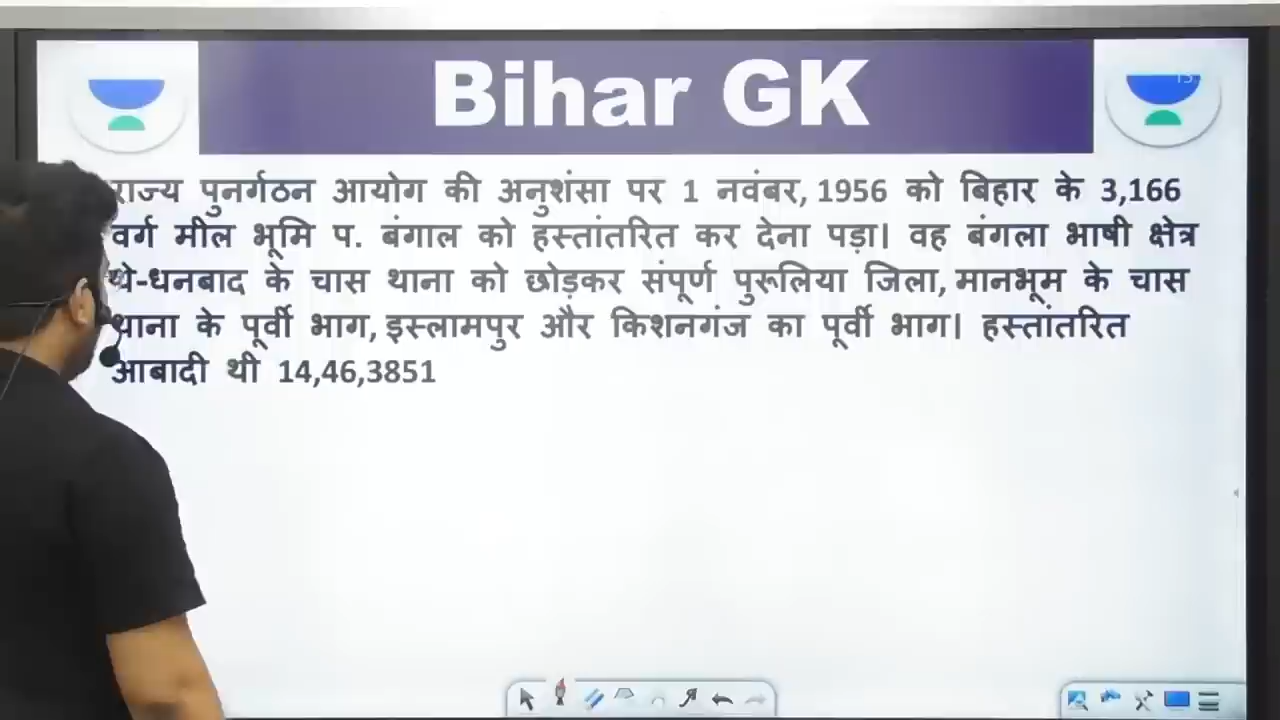 Bihar GK
राज्य पुनर्गठन आयोग की अनुशंसा पर 1 नवंबर, 1956 को बिहार के 3,166
वर्ग मील भूमि प. बंगाल को हस्तांतरित कर देना पड़ा। वह बंगला भाषी क्षेत्र
थे-धनबाद के चास थाना को छोड़कर संपूर्ण पुरूलिया जिला, मानभूम के चास
थाना के पूर्वी भाग, इस्लामपुर और किशनगंज का पूर्वी भाग। हस्तांतरित
आबादी थी 14,46,3851